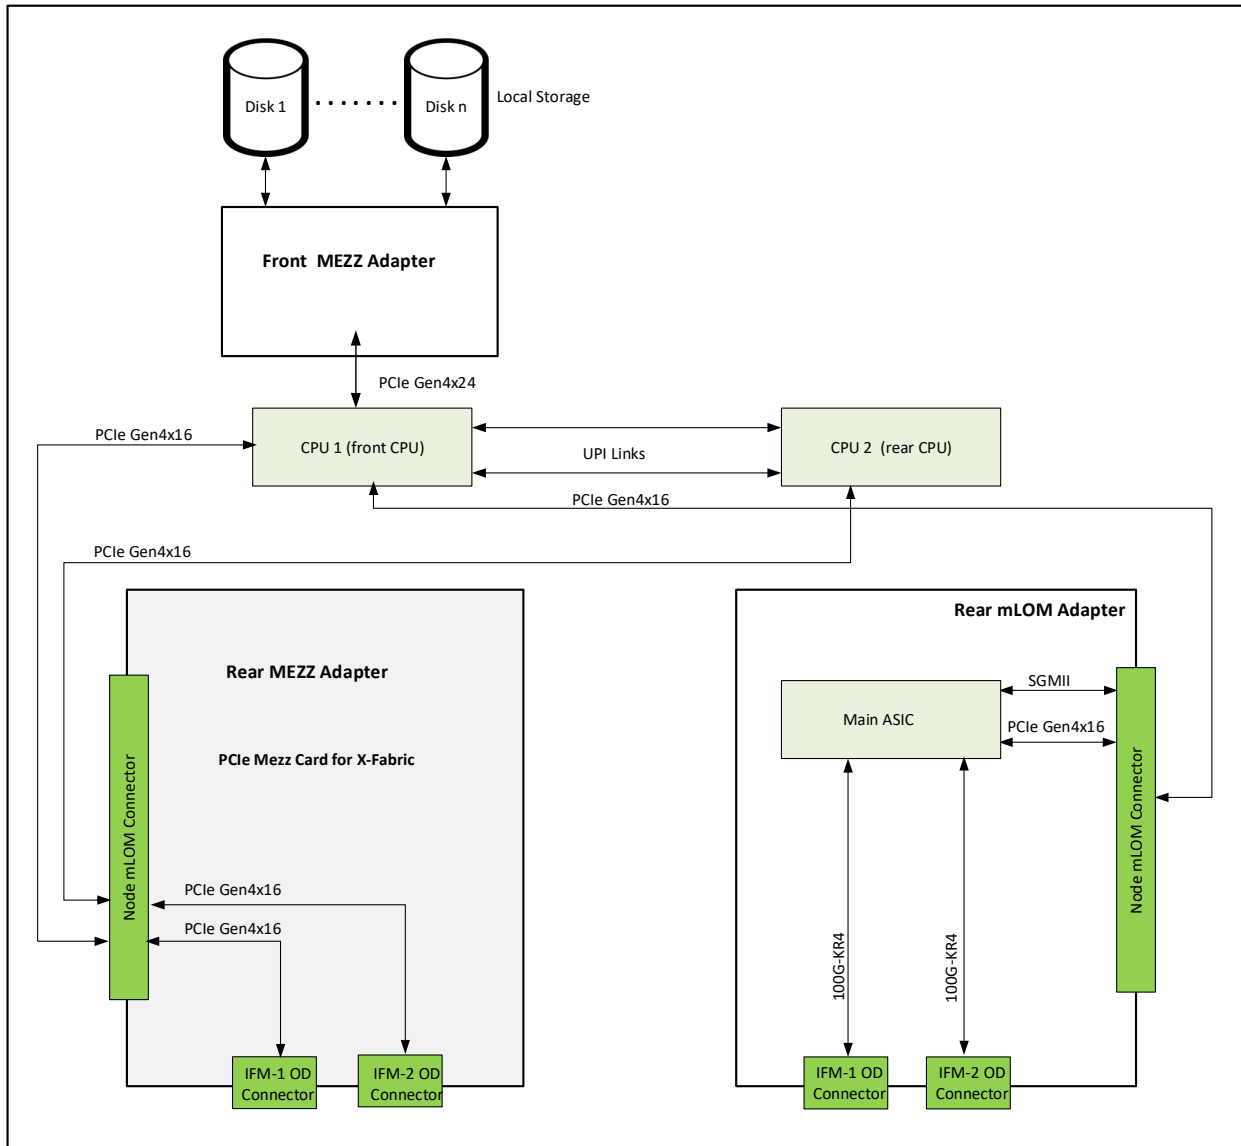 Disk 1
Disk n
Local Storage
Front MEZZ Adapter
PCIe Gen4x24
PCIe Gen4x16
CPU 1 (front CPU)
UPI Links
CPU 2 (rear CPU)
PCIe Gen4x16
PCIe Gen4x16
Rear MEZZ Adapter
PCIe Mezz Card for X-Fabric
Node mLOM Connector
PCIe Gen4x16
PCIe Gen4x16
IFM-1 OD
Connector
IFM-2 OD
Connector
Rear mLOM Adapter
Main ASIC
SGMII
PCIe Gen4x16
Node mLOM Connector
100G-KR4
100G-KR4
IFM-1 OD
Connector
IFM-2 OD
Connector